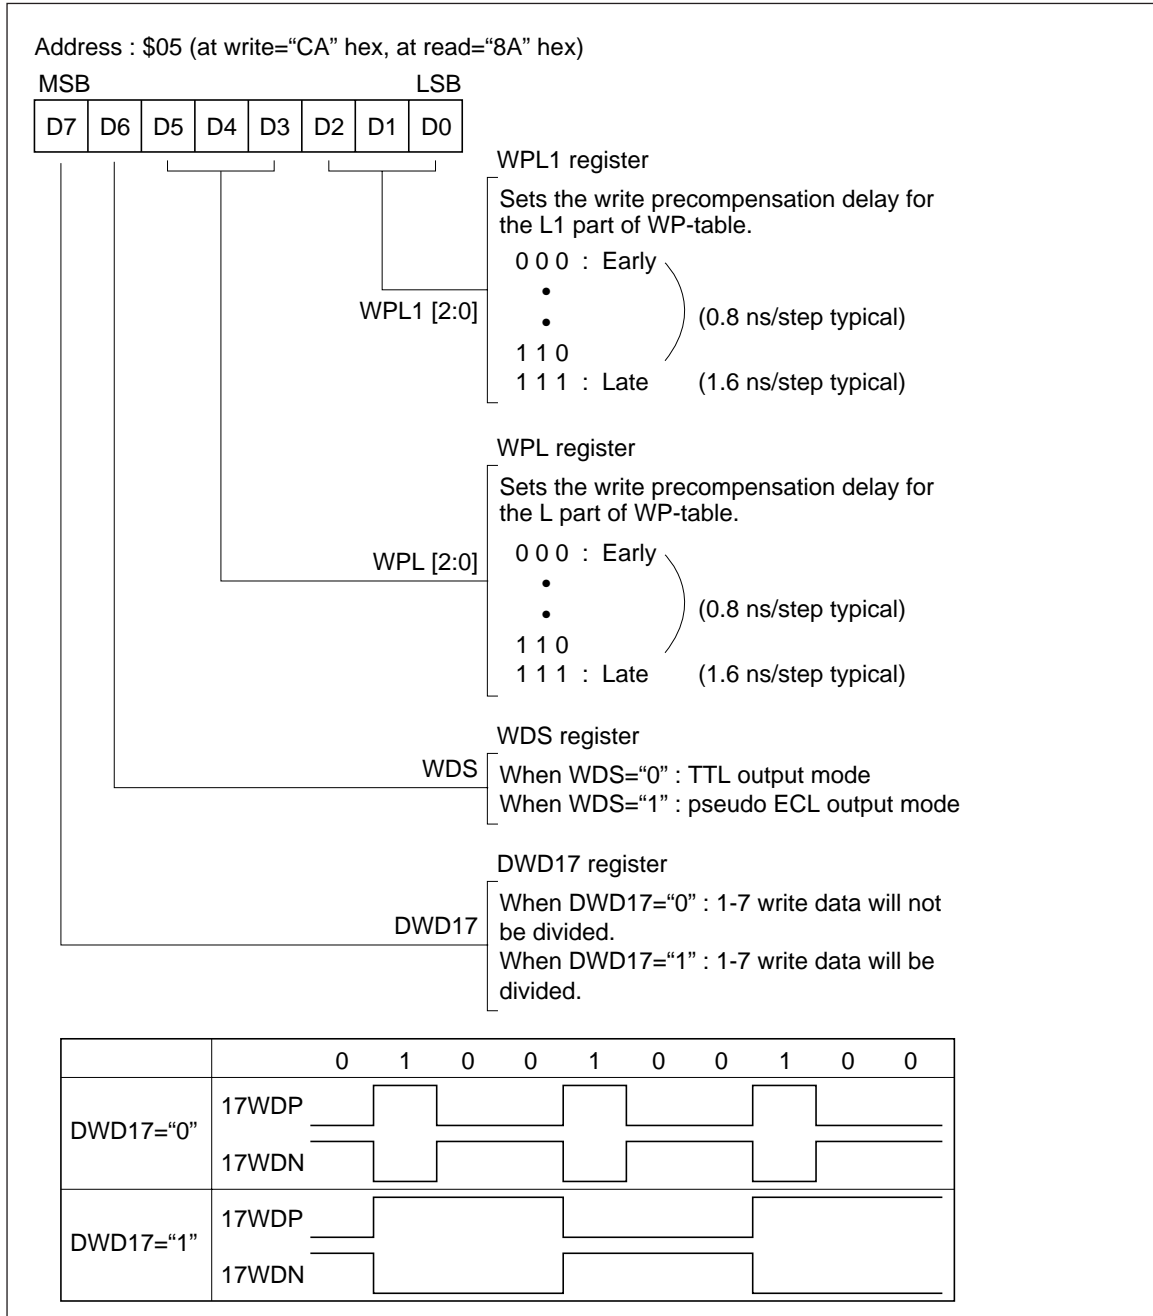 Address : $05 (at write=“CA” hex, at read=“8A” hex)
MSB LSB
D7 D6 D5 D4 D3 D2 D1 D0
WPL1 register
Sets the write precompensation delay for
the L1 part of WP-table.
0 0 0 : Early
•
WPL1 [2:0]
• (0.8 ns/step typical)
1 1 0
1 1 1 : Late (1.6 ns/step typical)
WPL register
Sets the write precompensation delay for
the L part of WP-table.
WPL [2:0] 0 0 0 : Early
•
• (0.8 ns/step typical)
1 1 0
1 1 1 : Late (1.6 ns/step typical)
WDS register
WDS When WDS=“0” : TTL output mode
When WDS=“1” : pseudo ECL output mode
DWD17 register
When DWD17=“0” : 1-7 write data will not
DWD17 be divided.
When DWD17=“1” : 1-7 write data will be
divided.
0 1 0 0 1 0 0 1 0 0
DWD17=“0” 17WDP
17WDN
DWD17=“1” 17WDP
17WDN